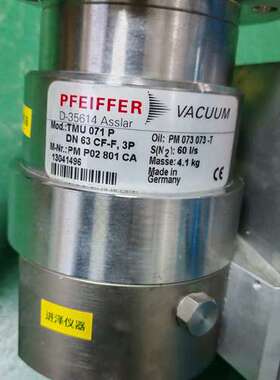 PFEIFFER VACUUM
D-35614 Asslar
Mod.: TMU 071 P
DN 63 CF-F, 3P
M-Nr.: PM P02 801 CA
13041496
Oil: PM 073 073 -T
S(N₂): 60 l/s
Masse: 4.1 kg
Made in
Germany
CE
进泽仪器